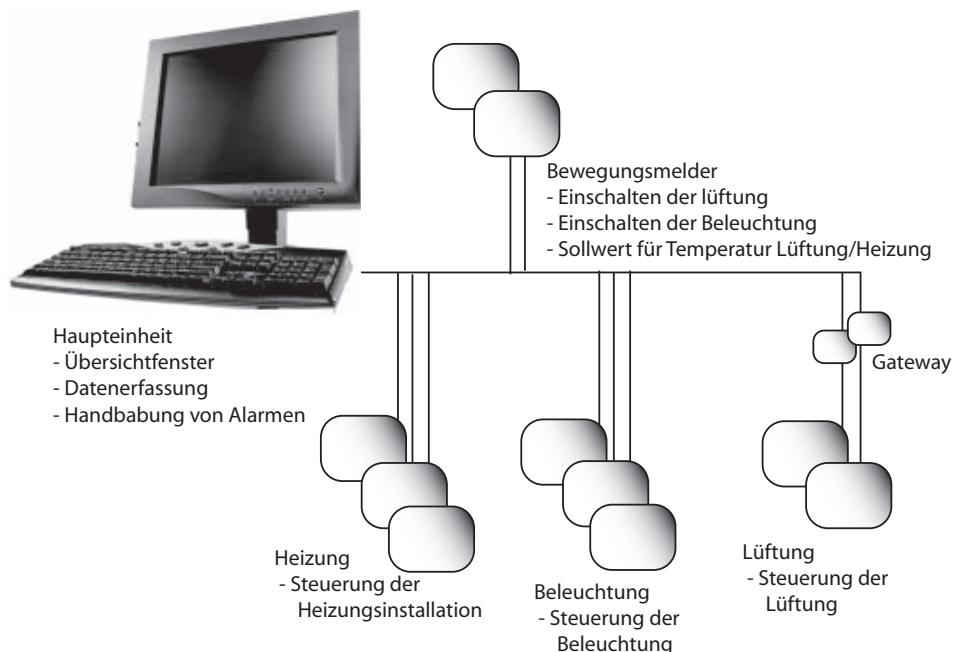 Bewegungsmelder
- Einschalten der lüftung
- Einschalten der Beleuchtung
- Sollwert für Temperatur Lüftung/Heizung
Haupteinheit
- Übersichtfenster
- Datenerfassung
- Handbabung von Alarmen
Gateway
Heizung
- Steuerung der
Heizungsinstallation
Beleuchtung
- Steuerung der
Beleuchtung
Lüftung
- Steuerung der
Lüftung